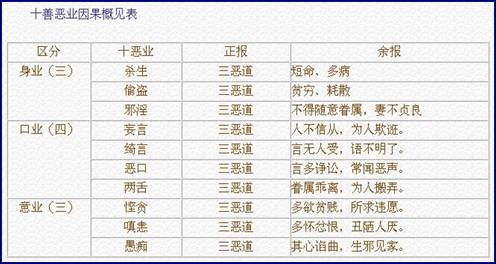 十善恶业因果概见表
区分 十恶业 正报 余报
身业（三） 杀生 三恶道 短命、多病
偷盗 三恶道 贫穷、耗散
邪淫 三恶道 不得随意眷属，妻不贞良
口业（四） 妄言 三恶道 人不信从，为人欺诳。
绮言 三恶道 言无人受，语不明了。
恶口 三恶道 言多诤讼，常闻恶声。
两舌 三恶道 眷属乖离，为人搬弄。
意业（三） 悭贪 三恶道 多欲贫贱，所求违愿。
嗔恚 三恶道 多怀忿恨，丑陋人厌。
愚痴 三恶道 其心谄曲，生邪见家。